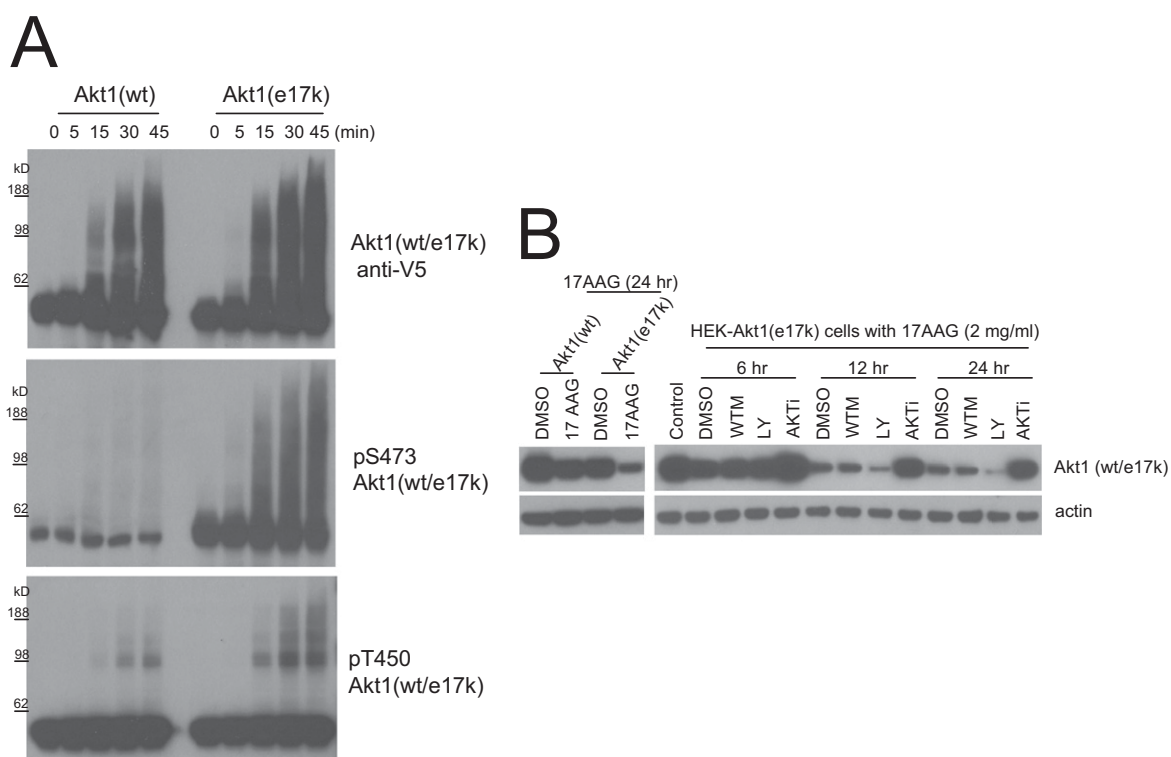 A
Akt1(wt) Akt1(e17k)
0 5 15 30 45 0 5 15 30 45 (min)
kD
188
98
62
Akt1(wt/e17k)
anti-V5
kD
188
98
62
pS473
Akt1(wt/e17k)
kD
188
98
62
pT450
Akt1(wt/e17k)
B
17AAG (24 hr)
Akt1(wt) Akt1(e17k)
DMSO 17 AAG DMSO 17AAG
HEK-Akt1(e17k) cells with 17AAG (2 mg/ml)
6 hr 12 hr 24 hr
Control DMSO WTM LY AKTi DMSO WTM LY AKTi DMSO WTM LY AKTi
Akt1 (wt/e17k)
actin